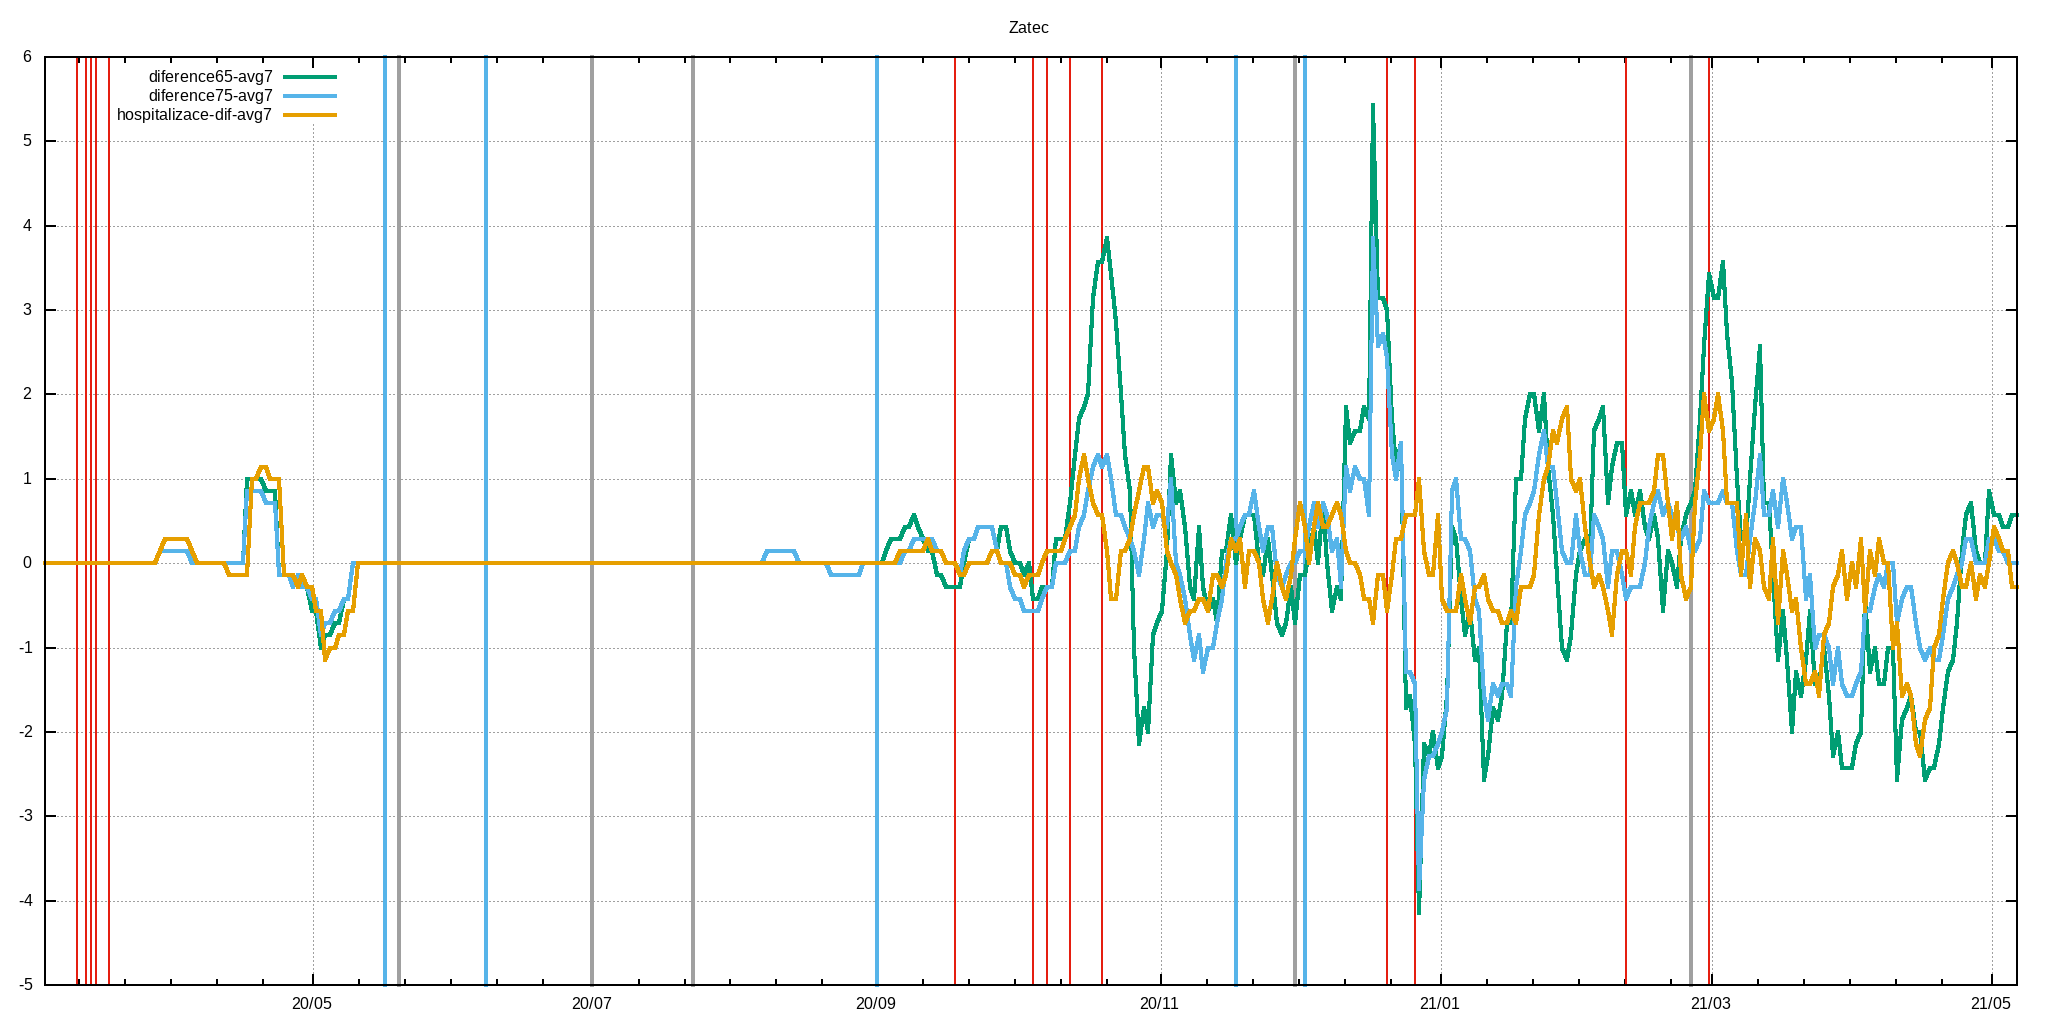 Zatec
6
diference65-avg7
diference75-avg7
hospitalizace-dif-avg7
5
4
3
2
1
0
-1
-2
-3
-4
-5
20/05 20/07 20/09 20/11 21/01 21/03 21/05